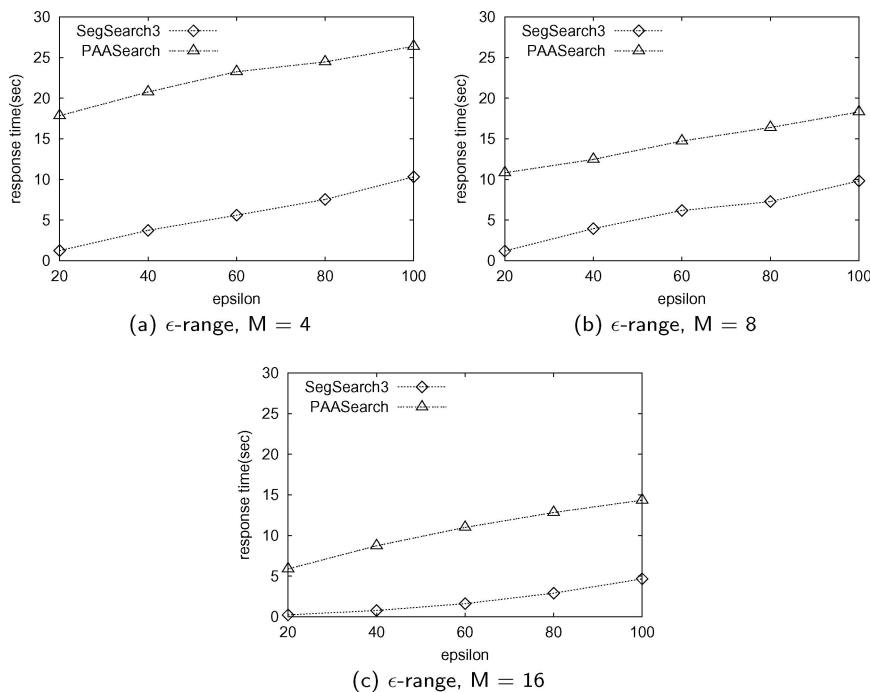 SegSearch3
PAASearch
30
25
20
15
10
5
0
response time(sec)
20 40 60 80 100
epsilon
(a) ϵ-range, M = 4
SegSearch3
PAASearch
30
25
20
15
10
5
0
response time(sec)
20 40 60 80 100
epsilon
(b) ϵ-range, M = 8
SegSearch3
PAASearch
30
25
20
15
10
5
0
response time(sec)
20 40 60 80 100
epsilon
(c) ϵ-range, M = 16